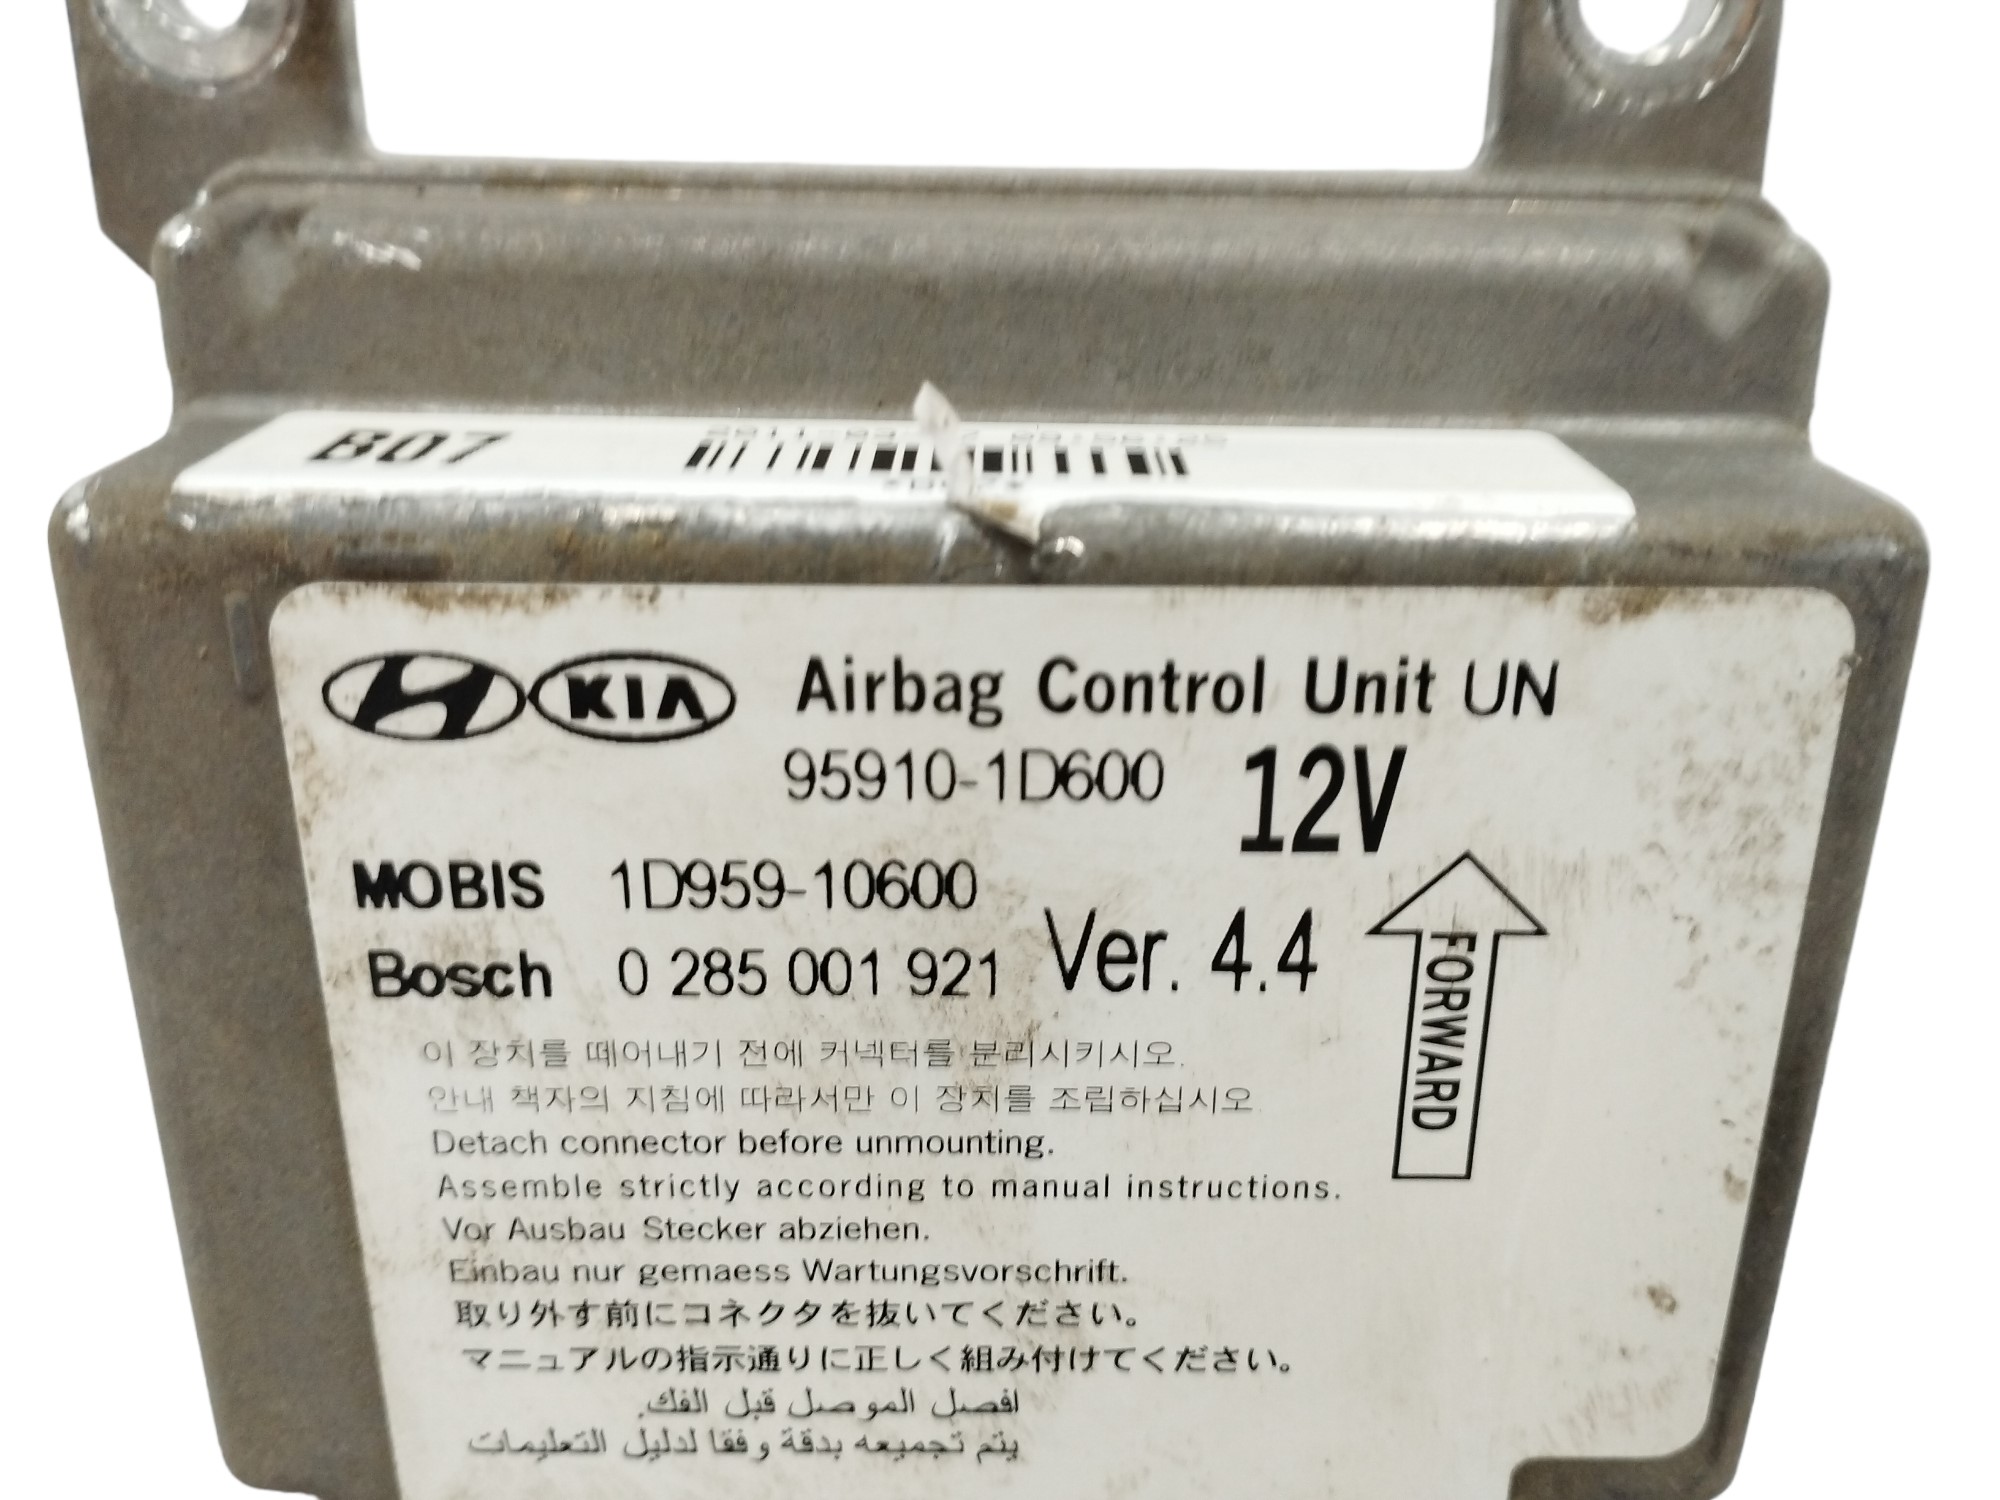 B07
KIA Airbag Control Unit UN
95910-1D600 12V
MOBIS 1D959-10600
Bosch 0 285 001 921 Ver. 4.4
FORWARD
이 장치를 떼어내기 전에 커넥터를 분리시키시오.
안내 책자의 지침에 따라서만 이 장치를 조립하십시오.
Detach connector before unmounting.
Assemble strictly according to manual instructions.
Vor Ausbau Stecker abziehen.
Einbau nur gemaess Wartungsvorschrift.
取り外す前にコネクタを抜いてください。
マニュアルの指示通りに正しく組み付けてください。
افصل الموصل قبل الفك.
يتم تجميعه بدقة وفقا لدليل التعليمات